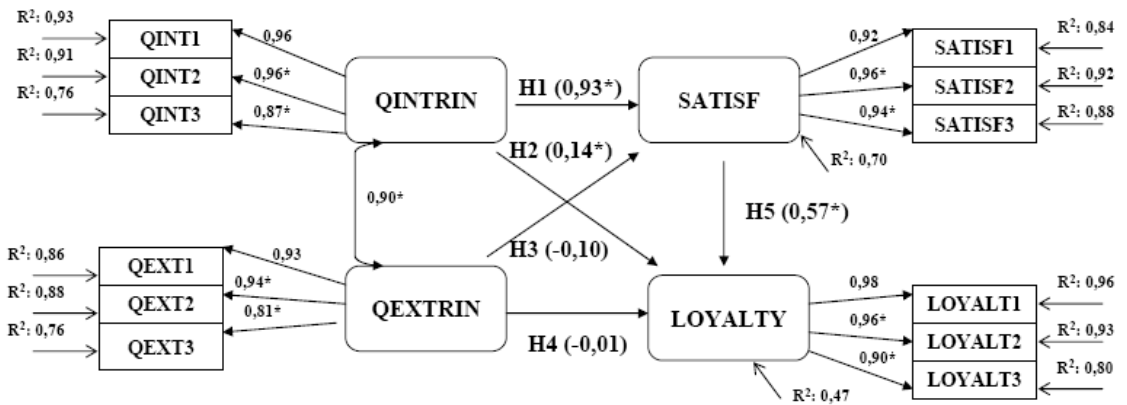 R²: 0,93
QINT1
0,96
R²: 0,91
QINT2
0,96*
R²: 0,76
QINT3
0,87*
QINTRIN
H1 (0,93*)
SATISF
0,92
SATISF1
R²: 0,84
0,96*
SATISF2
R²: 0,92
0,94*
SATISF3
R²: 0,88
R²: 0,70
H2 (0,14*)
0,90*
H5 (0,57*)
H3 (-0,10)
R²: 0,86
QEXT1
0,93
R²: 0,88
QEXT2
0,94*
R²: 0,76
QEXT3
0,81*
QEXTRIN
H4 (-0,01)
LOYALTY
0,98
LOYALT1
R²: 0,96
0,96*
LOYALT2
R²: 0,93
0,90*
LOYALT3
R²: 0,80
R²: 0,47